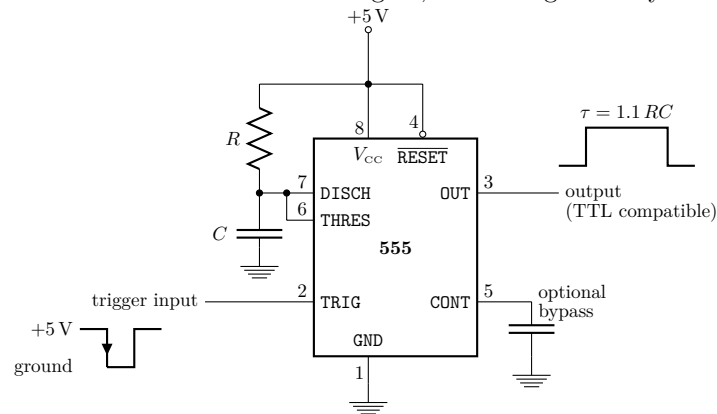 +5 V
τ = 1.1 RC
R
8
4
V_CC
RESET
7
DISCH
OUT
3
output
(TTL compatible)
6
THRES
C
555
trigger input
2
TRIG
CONT
5
optional
bypass
+5 V
ground
GND
1